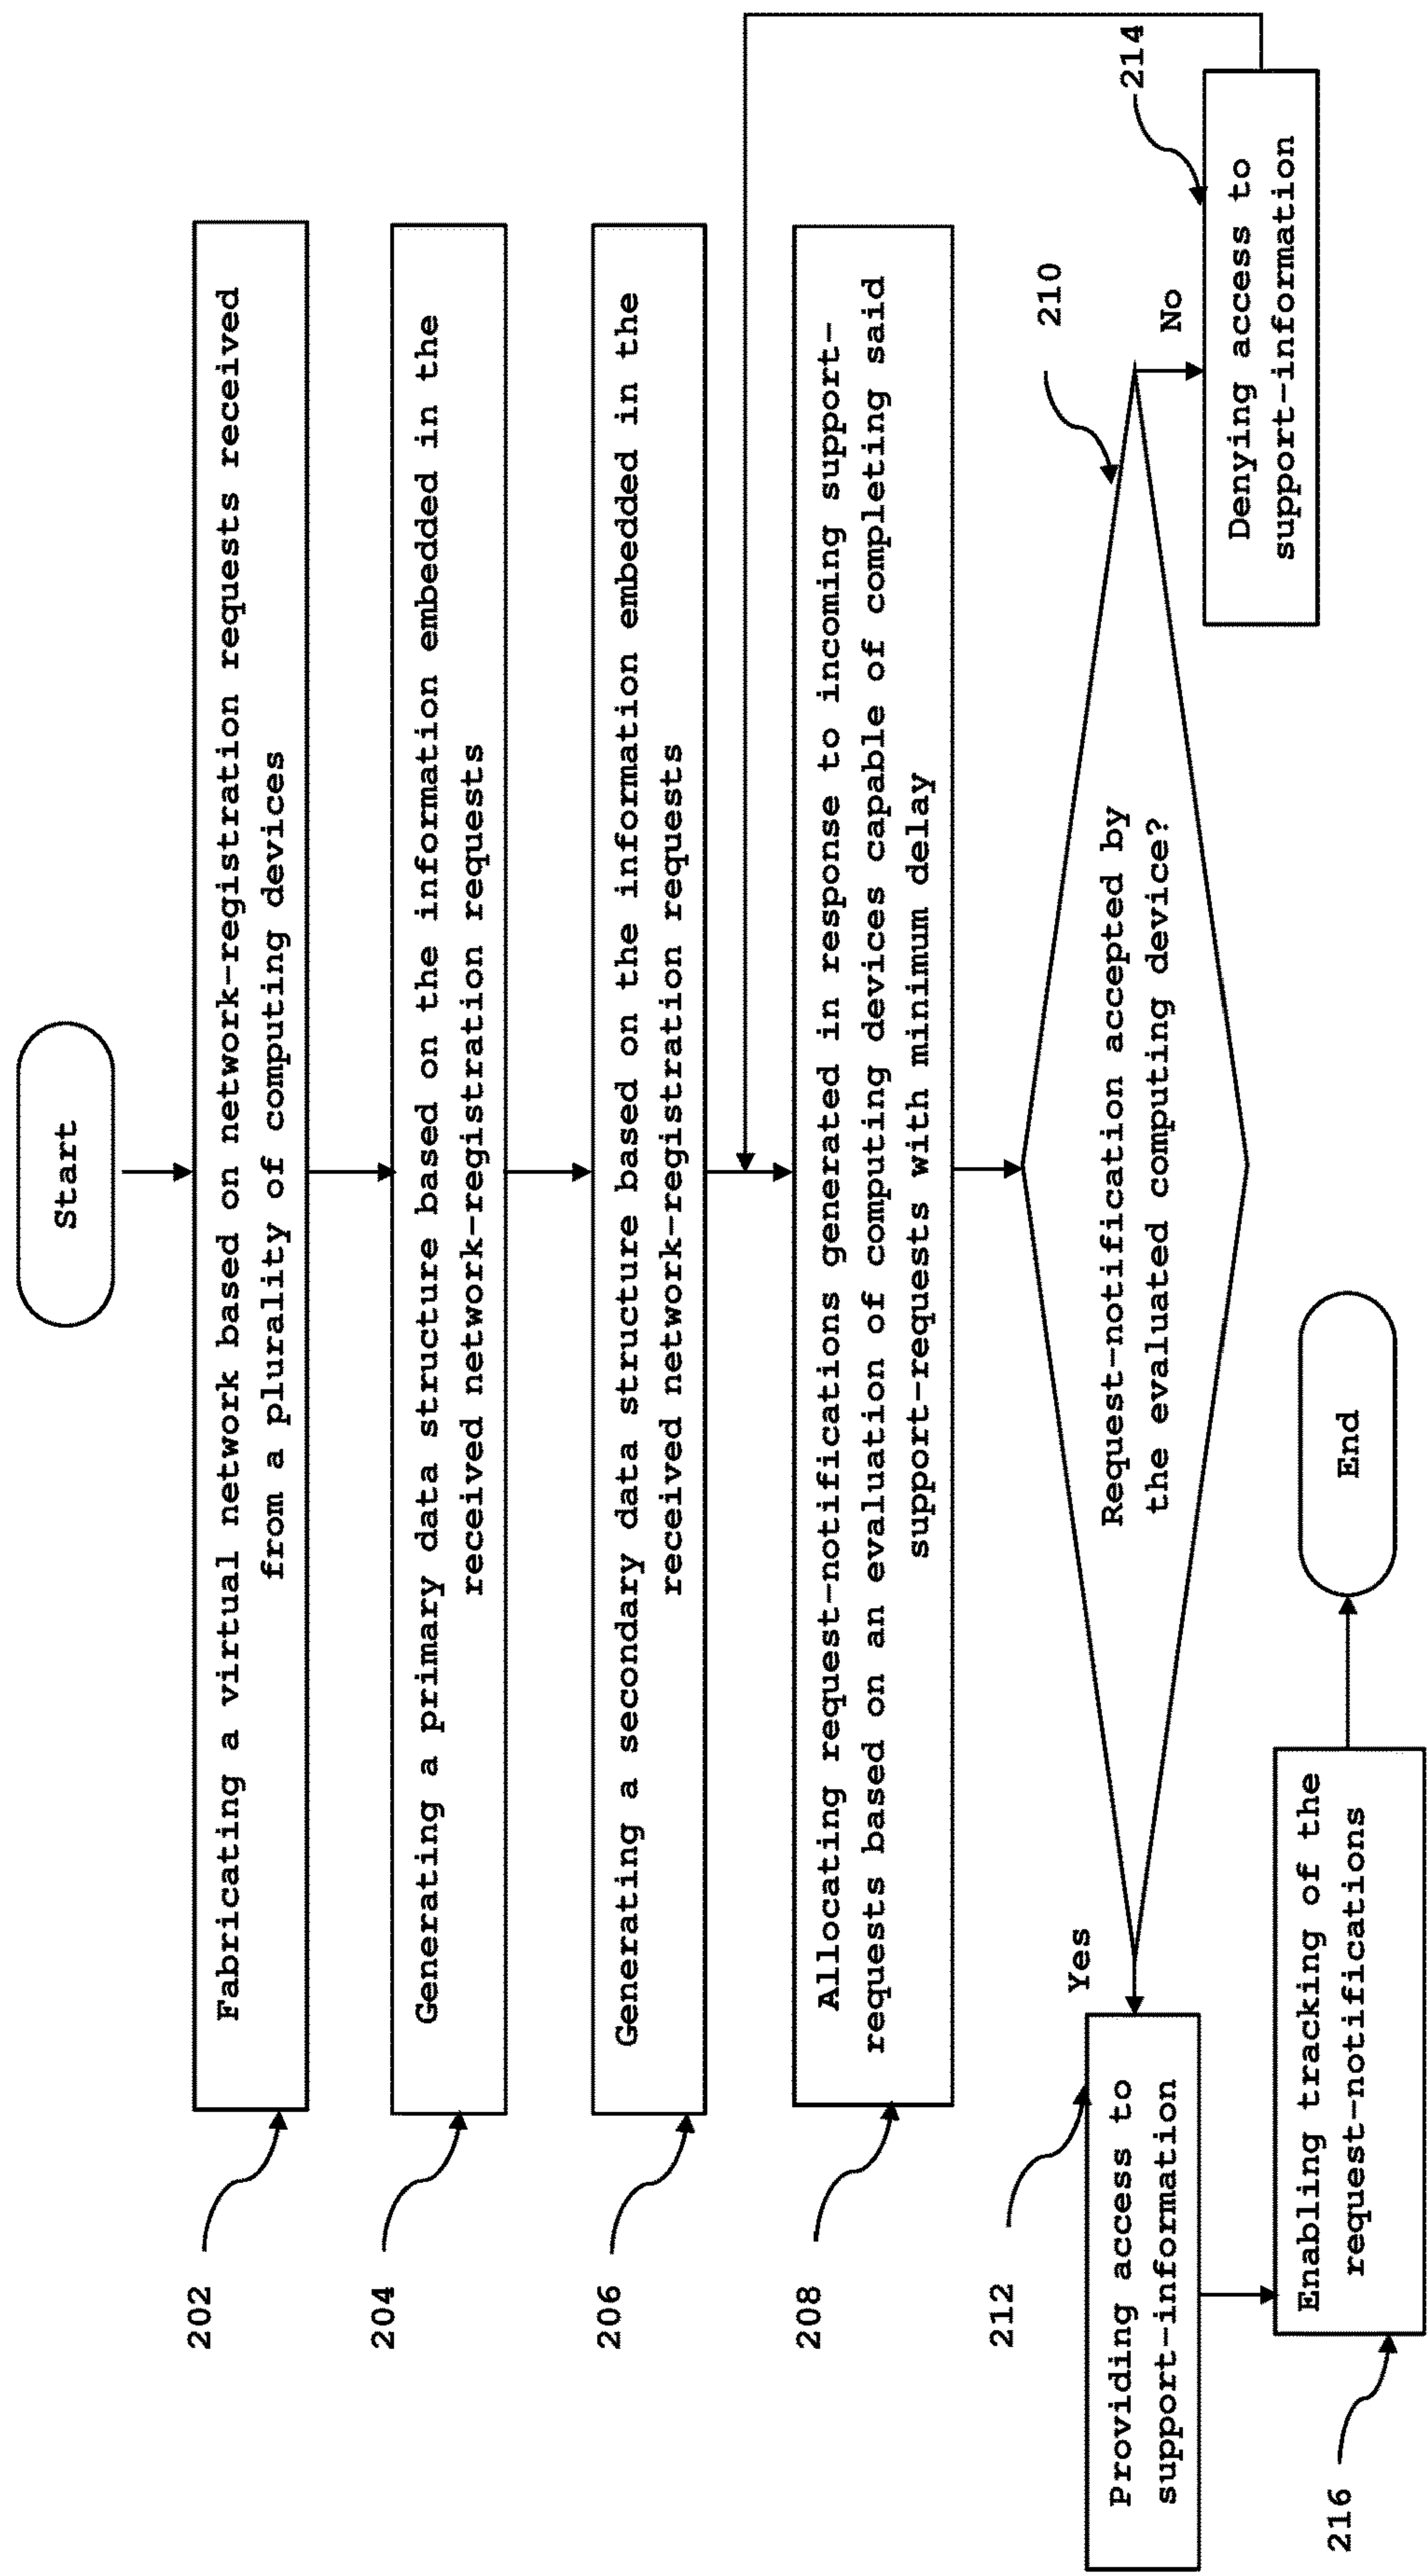 Start
202
Fabricating a virtual network based on network-registration requests received
from a plurality of computing devices
204
Generating a primary data structure based on the information embedded in the
received network-registration requests
206
Generating a secondary data structure based on the information embedded in the
received network-registration requests
208
Allocating request-notifications generated in response to incoming support-
requests based on an evaluation of computing devices capable of completing said
support-requests with minimum delay
210
Request-notification accepted by
the evaluated computing device?
Yes
No
212
Providing access to
support-information
214
Denying access to
support-information
216
Enabling tracking of the
request-notifications
End